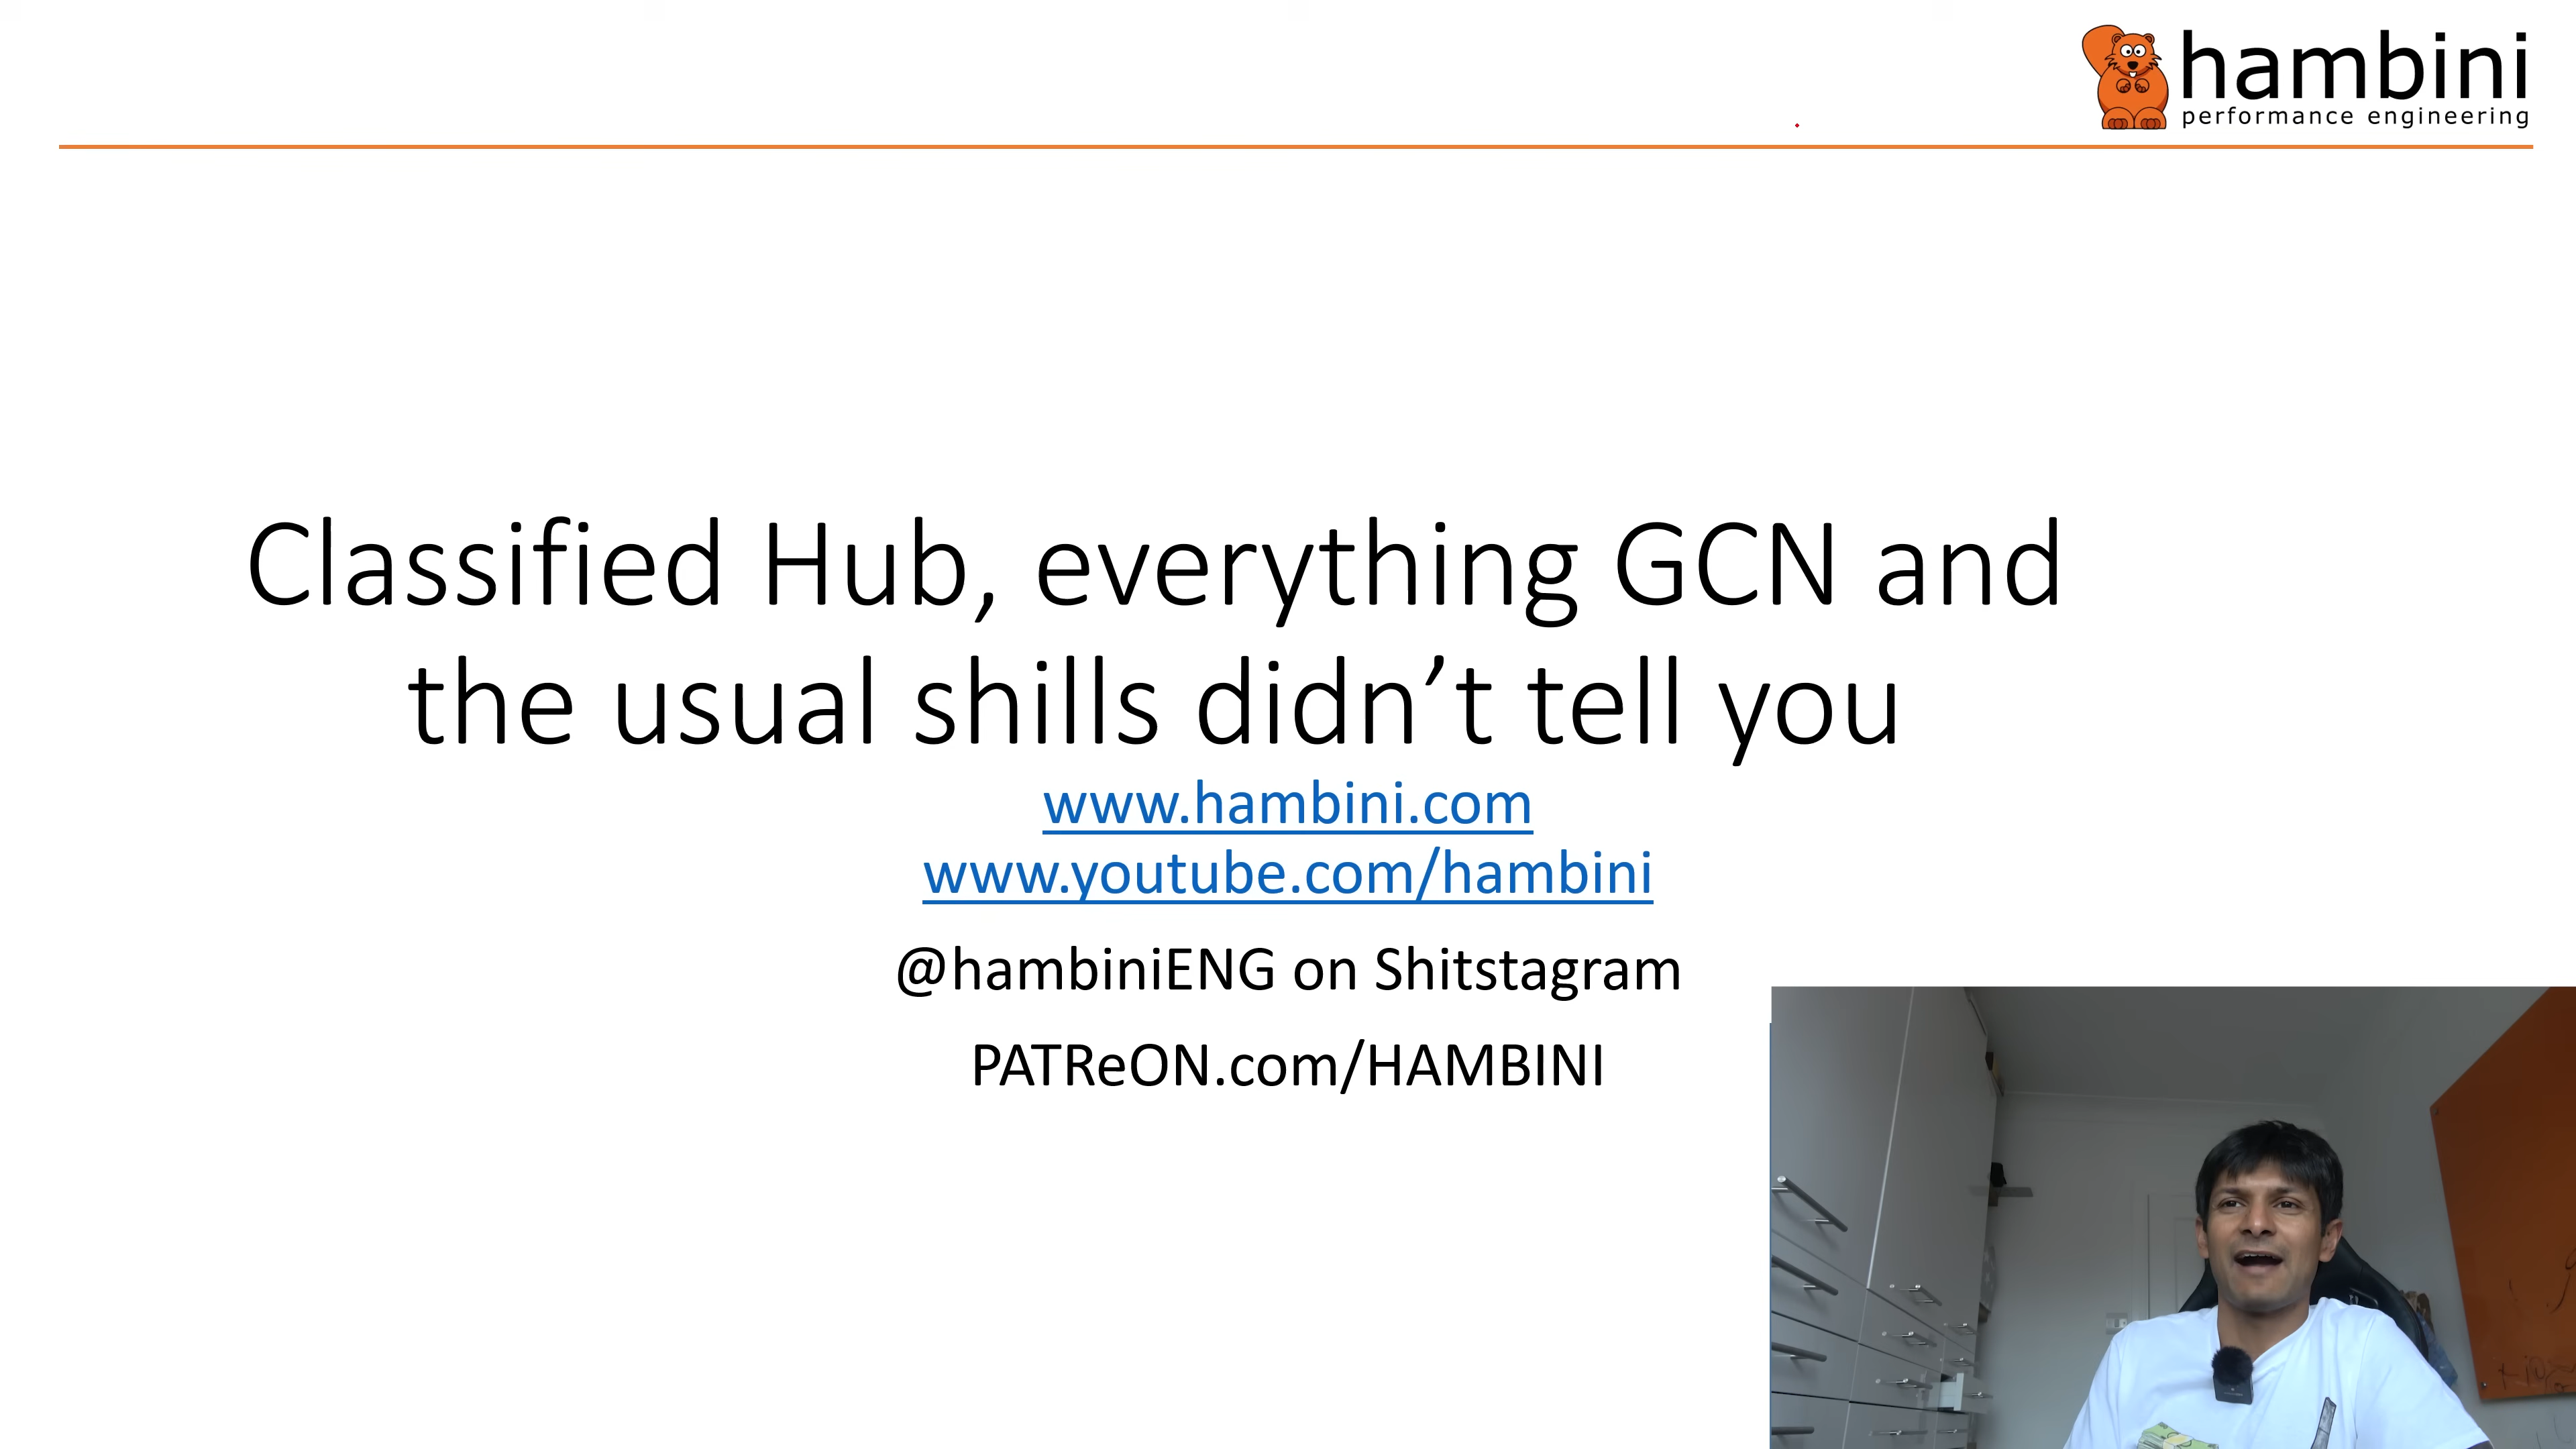 hambini
performance engineering
Classified Hub, everything GCN and
the usual shills didn’t tell you
www.hambini.com
www.youtube.com/hambini
@hambiniENG on Shitstagram
PATReON.com/HAMBINI